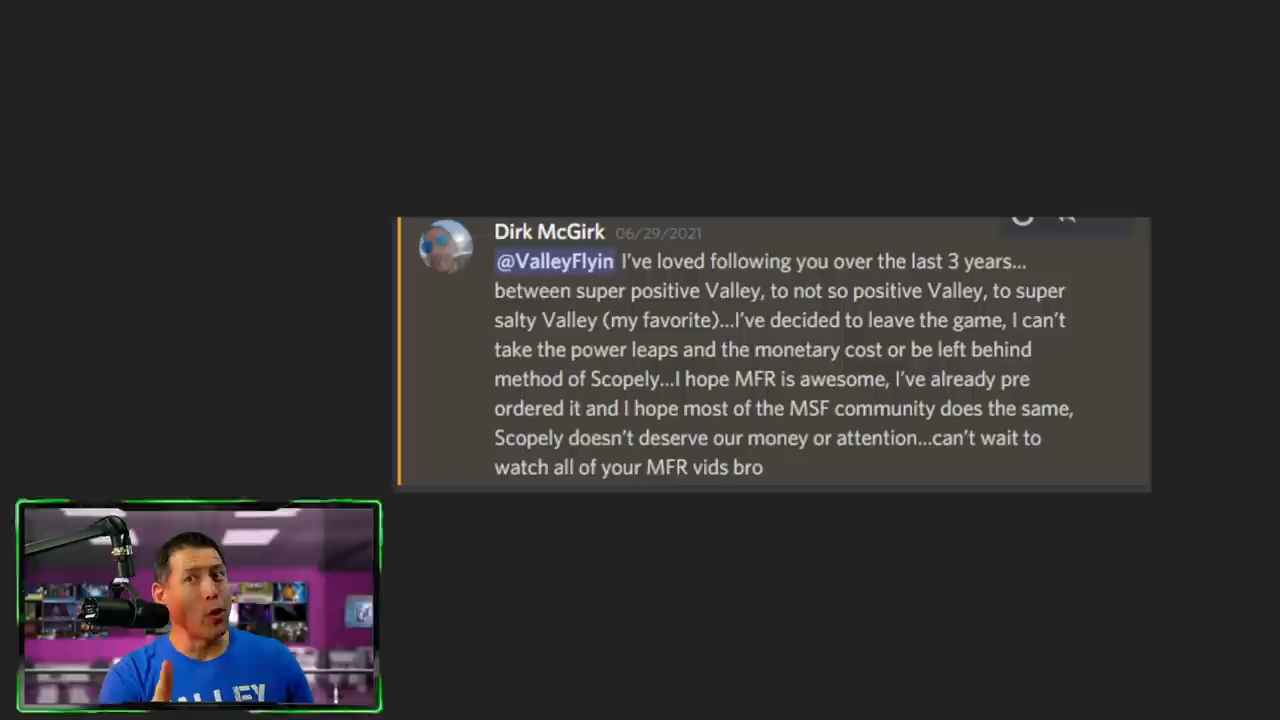 Dirk McGirk 06/29/2021
@ValleyFlyin I've loved following you over the last 3 years...
between super positive Valley, to not so positive Valley, to super
salty Valley (my favorite)...I've decided to leave the game, I can't
take the power leaps and the monetary cost or be left behind
method of Scopely...I hope MFR is awesome, I've already pre
ordered it and I hope most of the MSF community does the same,
Scopely doesn't deserve our money or attention...can't wait to
watch all of your MFR vids bro
VALLEY